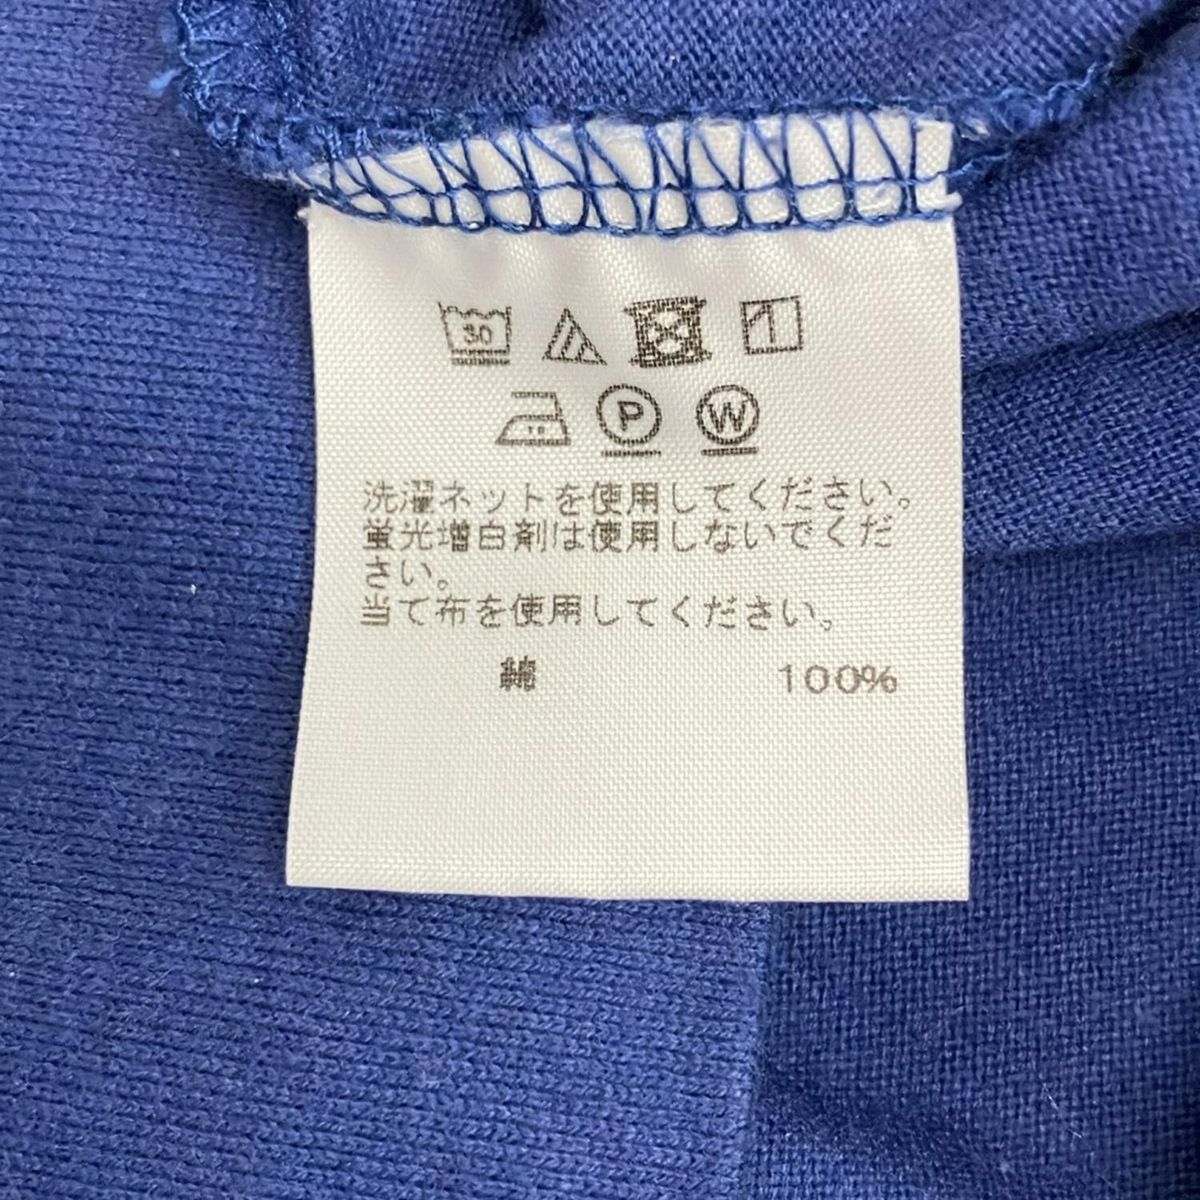 30
P W
洗濯ネットを使用してください。
蛍光増白剤は使用しないでくだ
さい。
当て布を使用してください。
綿 100%